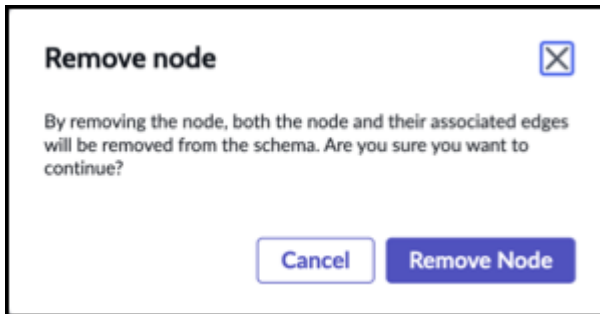 Remove node
By removing the node, both the node and their associated edges
will be removed from the schema. Are you sure you want to
continue?
Cancel
Remove Node